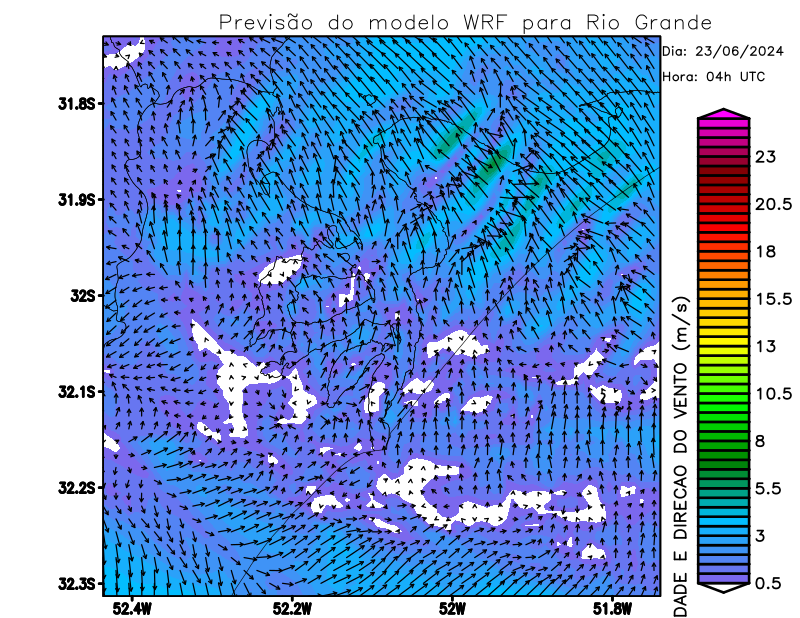 Previsão do modelo WRF para Rio Grande
Dia: 23/06/2024
Hora: 04h UTC
31.8S
31.9S
32S
32.1S
32.2S
32.3S
52.4W
52.2W
52W
51.8W
23
20.5
18
15.5
13
10.5
8
5.5
3
0.5
DADE E DIRECAO DO VENTO (m/s)